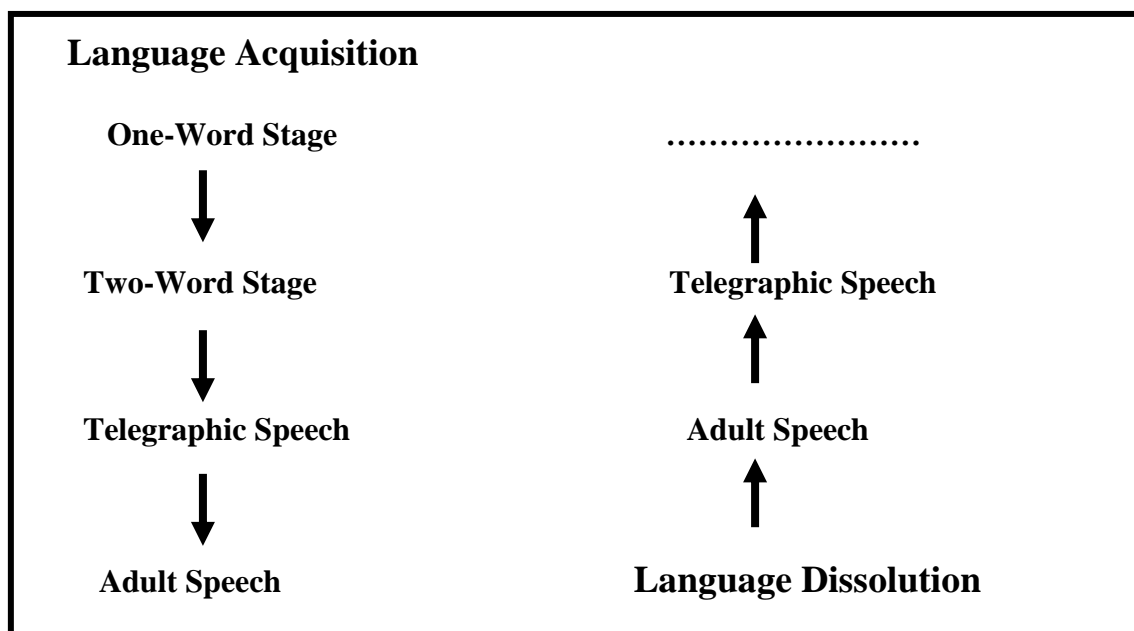 Language Acquisition
One-Word Stage ........................
Two-Word Stage Telegraphic Speech
Telegraphic Speech Adult Speech
Adult Speech Language Dissolution